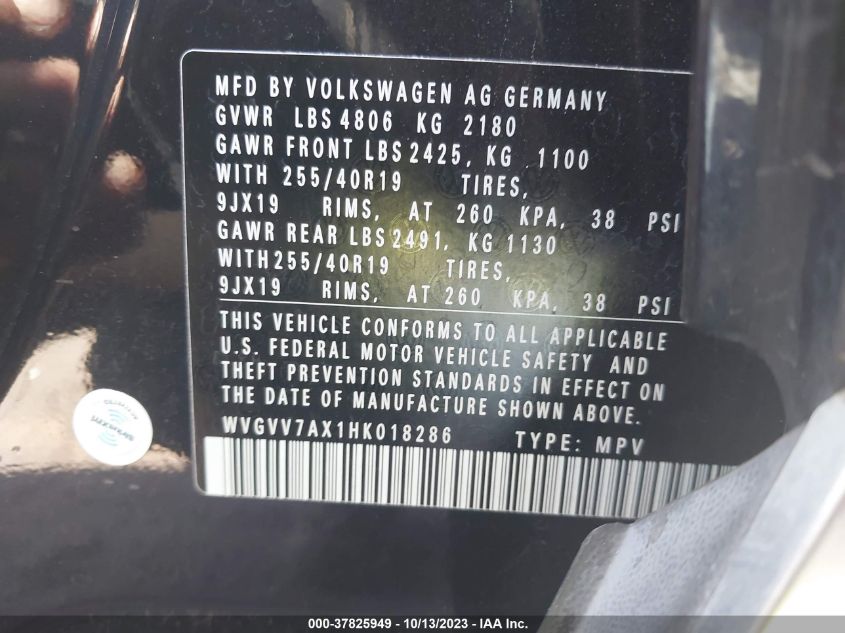 MFD BY VOLKSWAGEN AG GERMANY
GVWR LBS 4806 KG 2180
GAWR FRONT LBS 2425, KG 1100
WITH 255/40R19 TIRES,
9JX19 RIMS, AT 260 KPA, 38 PSI
GAWR REAR LBS 2491, KG 1130
WITH 255/40R19 TIRES,
9JX19 RIMS, AT 260 KPA, 38 PSI
THIS VEHICLE CONFORMS TO ALL APPLICABLE
U.S. FEDERAL MOTOR VEHICLE SAFETY AND
THEFT PREVENTION STANDARDS IN EFFECT ON
THE DATE OF MANUFACTURE SHOWN ABOVE.
WVGVV7AX1HK018286 TYPE: MPV
000-37825949 - 10/13/2023 - IAA Inc.